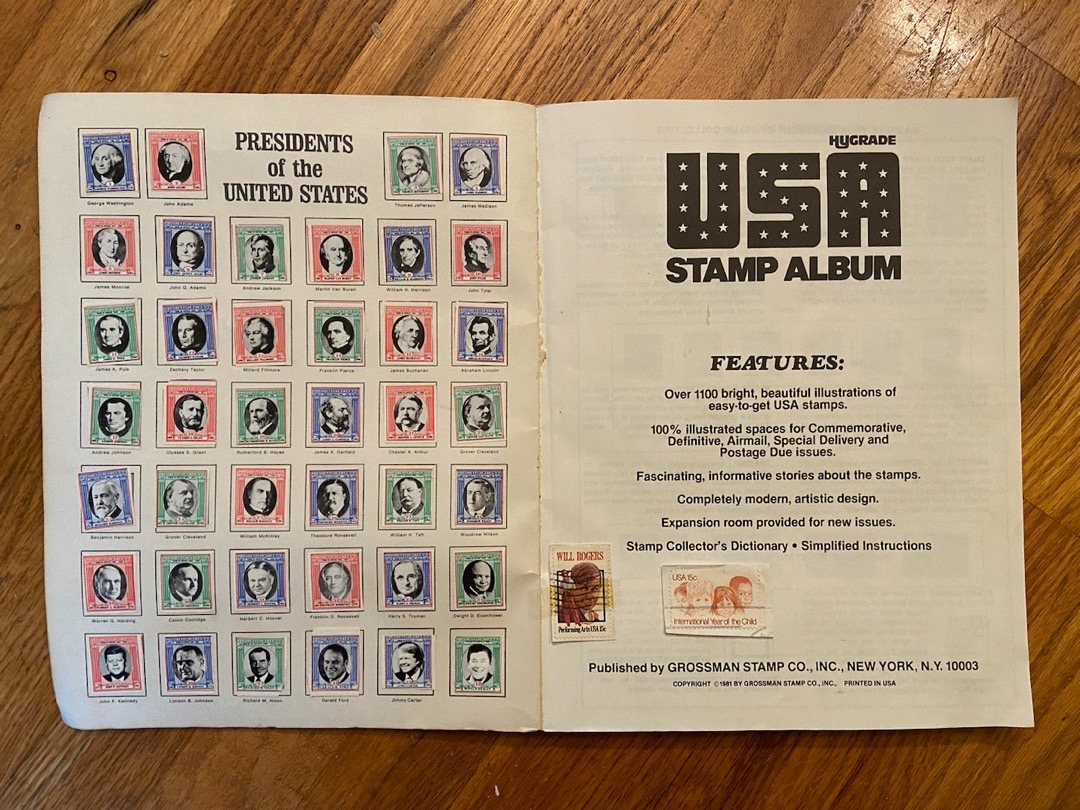 PRESIDENTS
of the
UNITED STATES
George Washington
John Adams
Thomas Jefferson
James Madison
James Monroe
John Q. Adams
Andrew Jackson
Martin Van Buren
William H. Harrison
John Tyler
James K. Polk
Zachary Taylor
Millard Fillmore
Franklin Pierce
James Buchanan
Abraham Lincoln
Andrew Johnson
Ulysses S. Grant
Rutherford B. Hayes
James A. Garfield
Chester A. Arthur
Grover Cleveland
Benjamin Harrison
Grover Cleveland
William McKinley
Theodore Roosevelt
William H. Taft
Woodrow Wilson
Warren G. Harding
Calvin Coolidge
Herbert C. Hoover
Franklin D. Roosevelt
Harry S. Truman
Dwight D. Eisenhower
John F. Kennedy
Lyndon B. Johnson
Richard M. Nixon
Gerald Ford
Jimmy Carter
HYGRADE
USA
STAMP ALBUM
FEATURES:
Over 1100 bright, beautiful illustrations of
easy-to-get USA stamps.
100% illustrated spaces for Commemorative,
Definitive, Airmail, Special Delivery and
Postage Due issues.
Fascinating, informative stories about the stamps.
Completely modern, artistic design.
Expansion room provided for new issues.
Stamp Collector's Dictionary • Simplified Instructions
WILL ROGERS
Performing Arts USA 15c
USA 15c
International Year of the Child
Published by GROSSMAN STAMP CO., INC., NEW YORK, N.Y. 10003
COPYRIGHT © 1981 BY GROSSMAN STAMP CO., INC., PRINTED IN USA